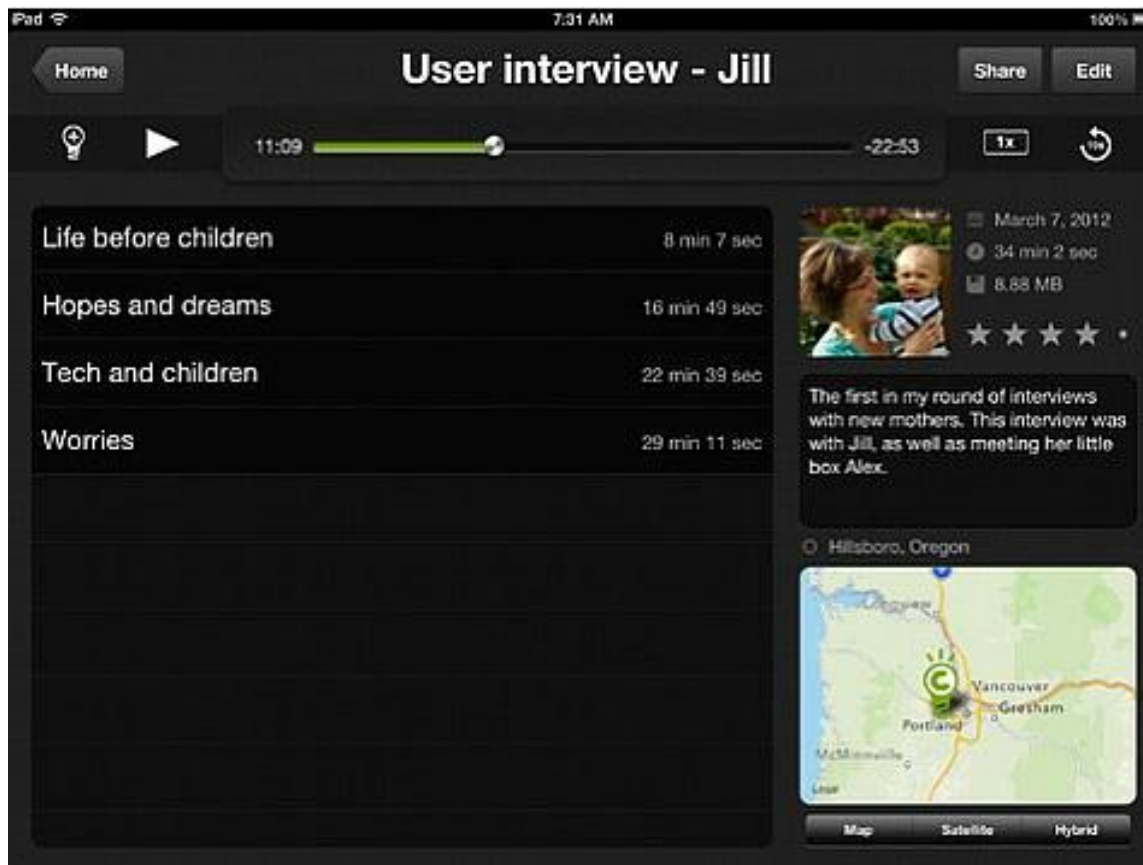 iPad 7:31 AM 100%
Home User interview - Jill Share Edit
11:09 -22:53 1x 10s
Life before children 8 min 7 sec
Hopes and dreams 16 min 49 sec
Tech and children 22 min 39 sec
Worries 29 min 11 sec
March 7, 2012
34 min 2 sec
8.88 MB
The first in my round of interviews
with new mothers. This interview was
with Jill, as well as meeting her little
box Alex.
Hillsboro, Oregon
Longview
Vancouver
Gresham
Portland
McMinnville
Legal
Map Satellite Hybrid